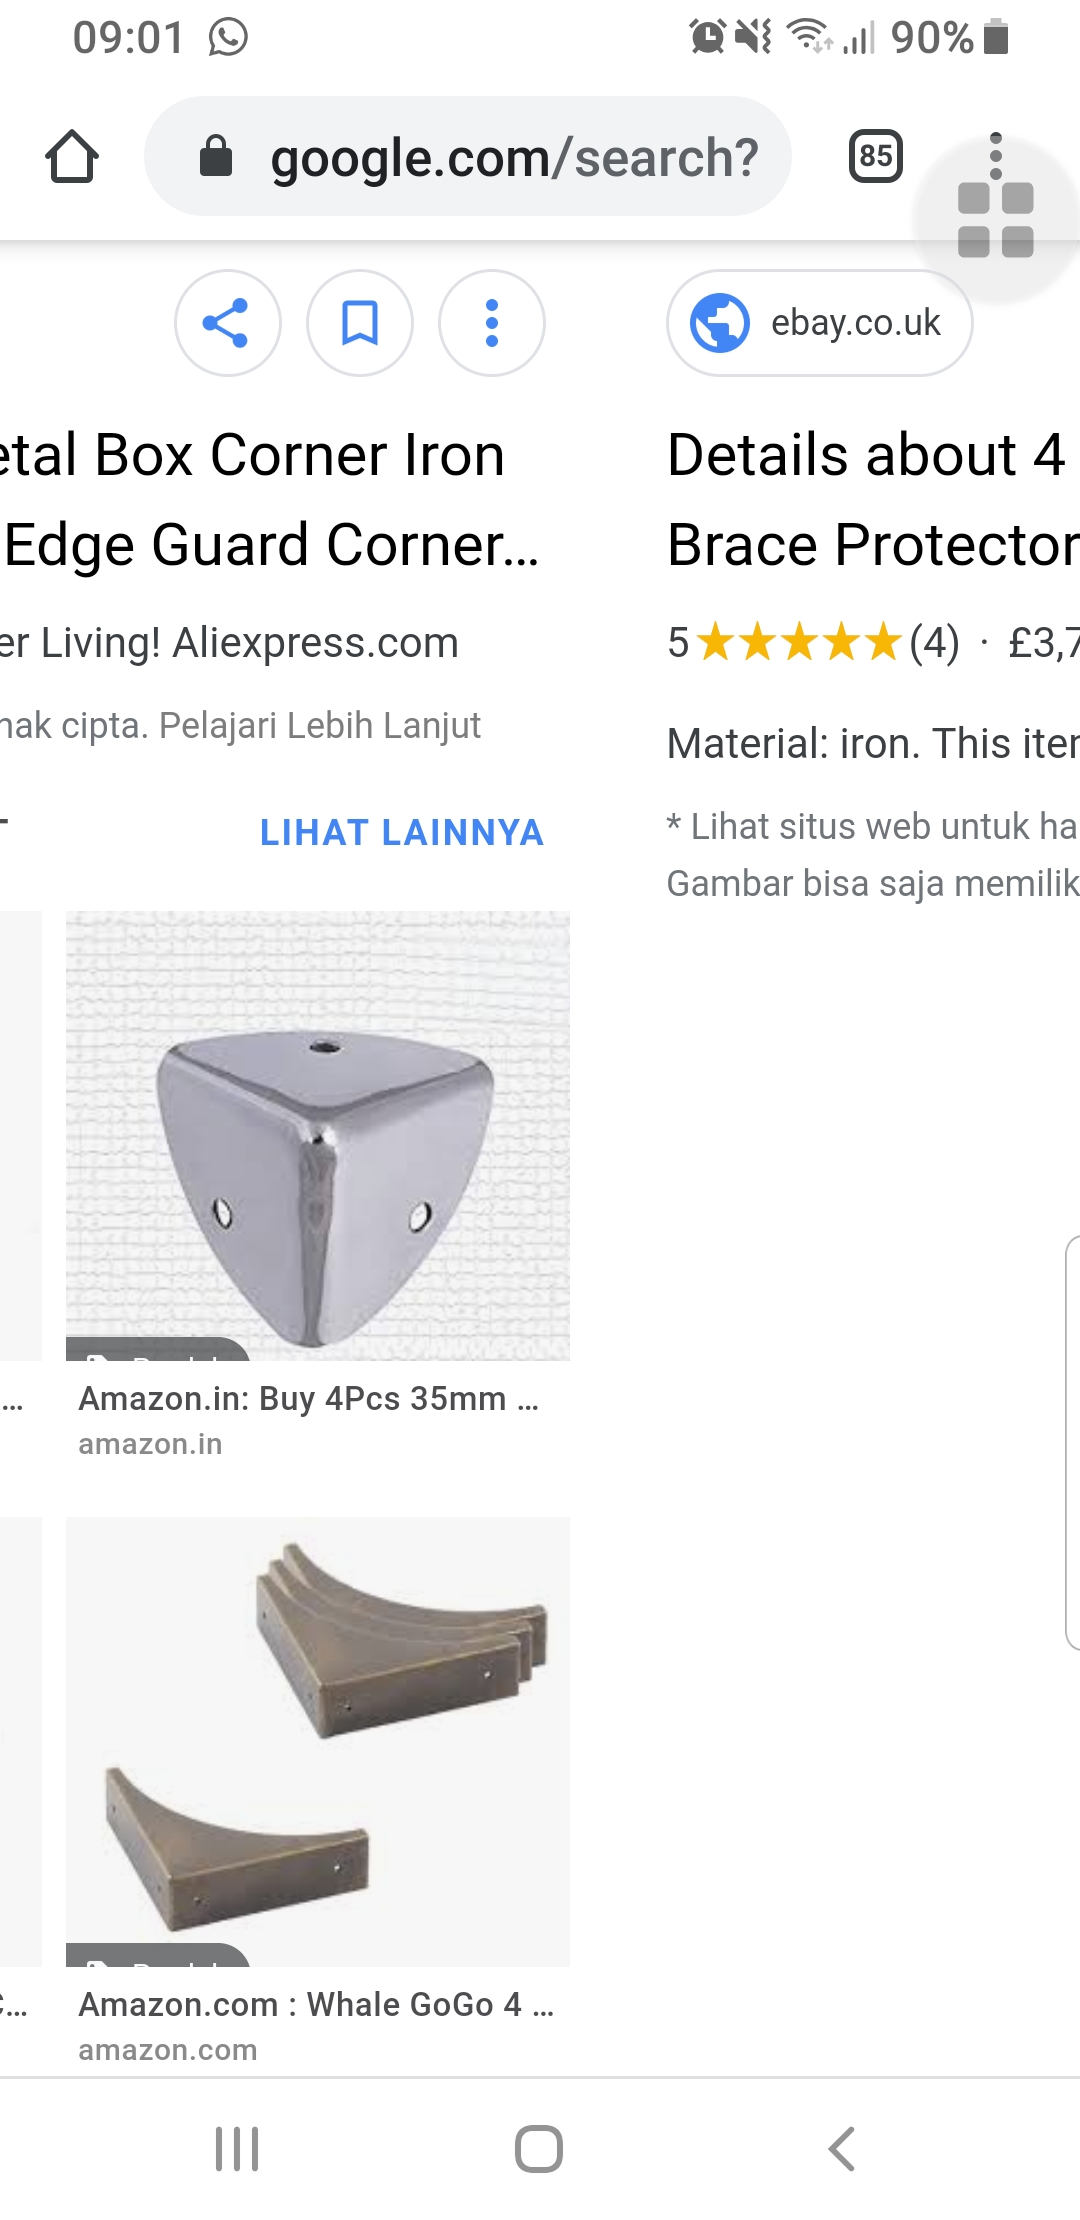 09:01
90%
google.com/search?
85
etal Box Corner Iron
Edge Guard Corner...
er Living! Aliexpress.com
hak cipta. Pelajari Lebih Lanjut
LIHAT LAINNYA
ebay.co.uk
Details about 4
Brace Protector
5 ★★★★★ (4) · £3,7
Material: iron. This iter
* Lihat situs web untuk ha
Gambar bisa saja memilik
...
Amazon.in: Buy 4Pcs 35mm ...
amazon.in
C...
Amazon.com : Whale GoGo 4 ...
amazon.com